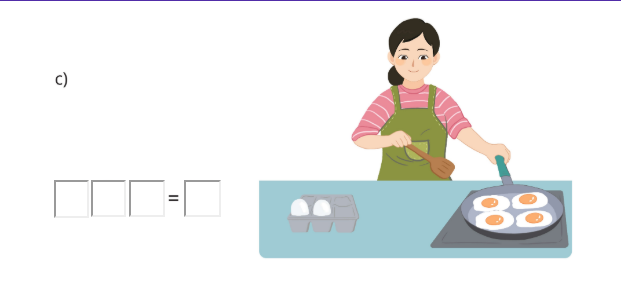 c)
=